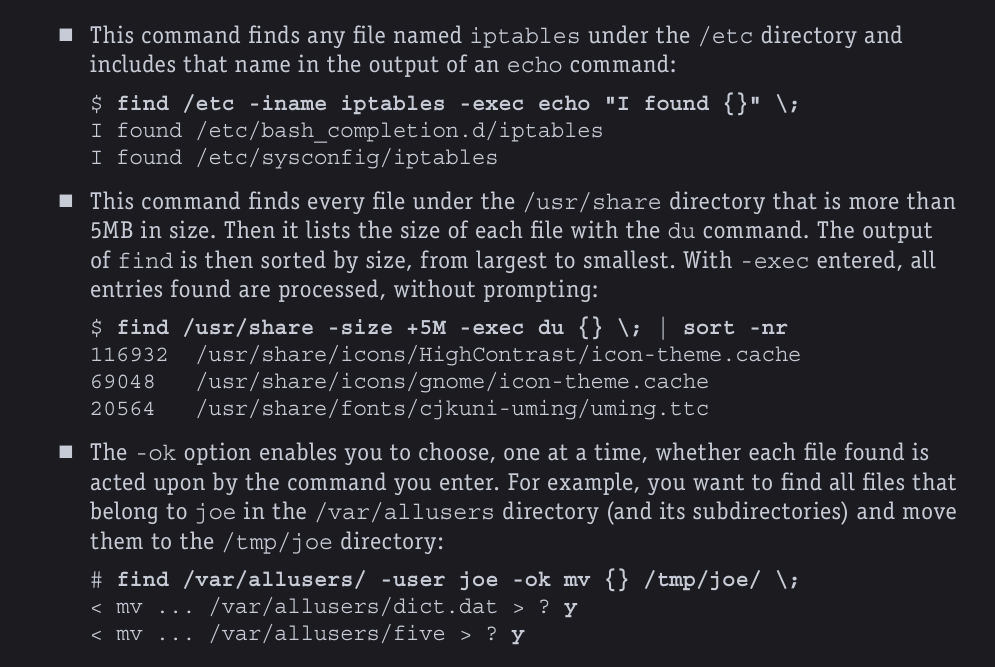 ■ This command finds any file named iptables under the /etc directory and
includes that name in the output of an echo command:
$ find /etc -iname iptables -exec echo "I found {}" \;
I found /etc/bash_completion.d/iptables
I found /etc/sysconfig/iptables
■ This command finds every file under the /usr/share directory that is more than
5MB in size. Then it lists the size of each file with the du command. The output
of find is then sorted by size, from largest to smallest. With -exec entered, all
entries found are processed, without prompting:
$ find /usr/share -size +5M -exec du {} \; | sort -nr
116932  /usr/share/icons/HighContrast/icon-theme.cache
69048   /usr/share/icons/gnome/icon-theme.cache
20564   /usr/share/fonts/cjkuni-uming/uming.ttc
■ The -ok option enables you to choose, one at a time, whether each file found is
acted upon by the command you enter. For example, you want to find all files that
belong to joe in the /var/allusers directory (and its subdirectories) and move
them to the /tmp/joe directory:
# find /var/allusers/ -user joe -ok mv {} /tmp/joe/ \;
< mv ... /var/allusers/dict.dat > ? y
< mv ... /var/allusers/five > ? y